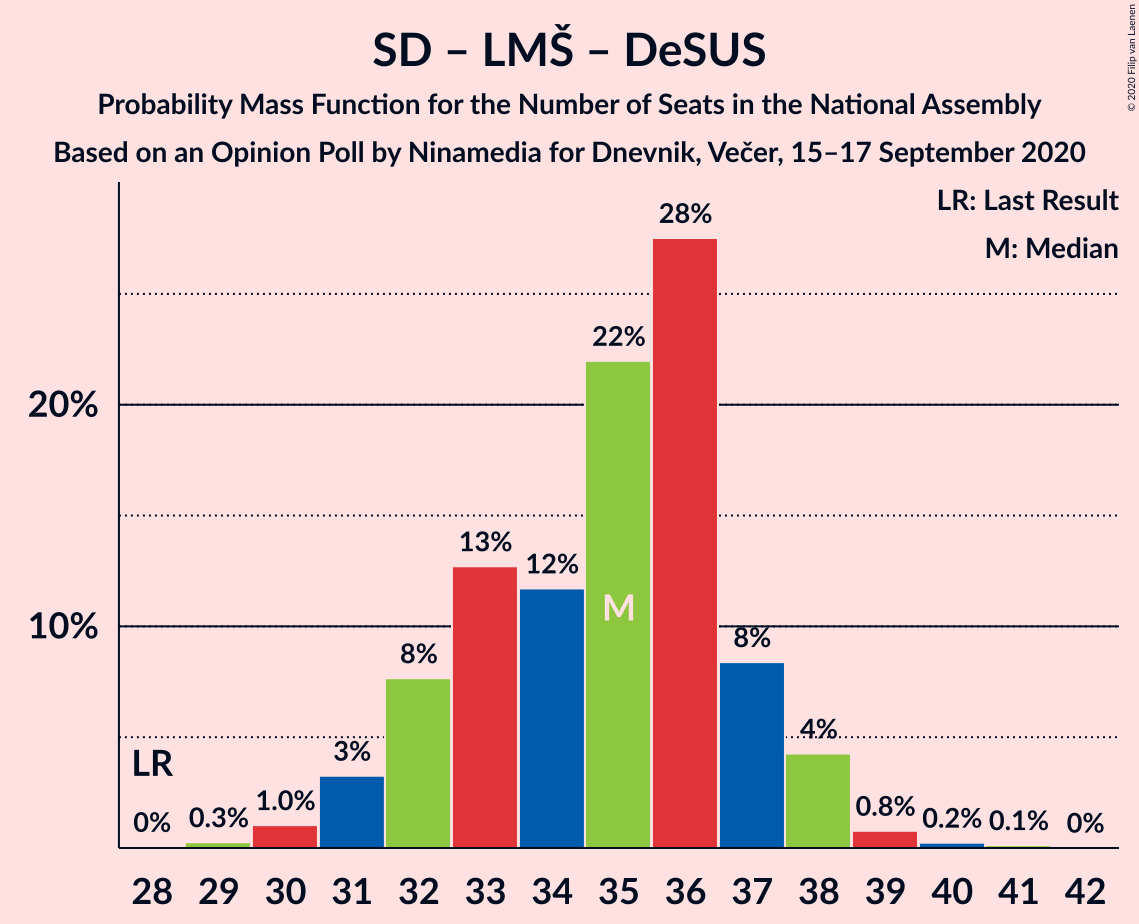 SD – LMŠ – DeSUS
Probability Mass Function for the Number of Seats in the National Assembly
Based on an Opinion Poll by Ninamedia for Dnevnik, Večer, 15–17 September 2020
© 2020 Filip van Laenen
LR: Last Result
M: Median
28%
22%
20%
13%
12%
M
10%
8%
8%
4%
3%
LR
1.0%
0.8%
0% 0.3% 0.2% 0.1% 0%
28 29 30 31 32 33 34 35 36 37 38 39 40 41 42